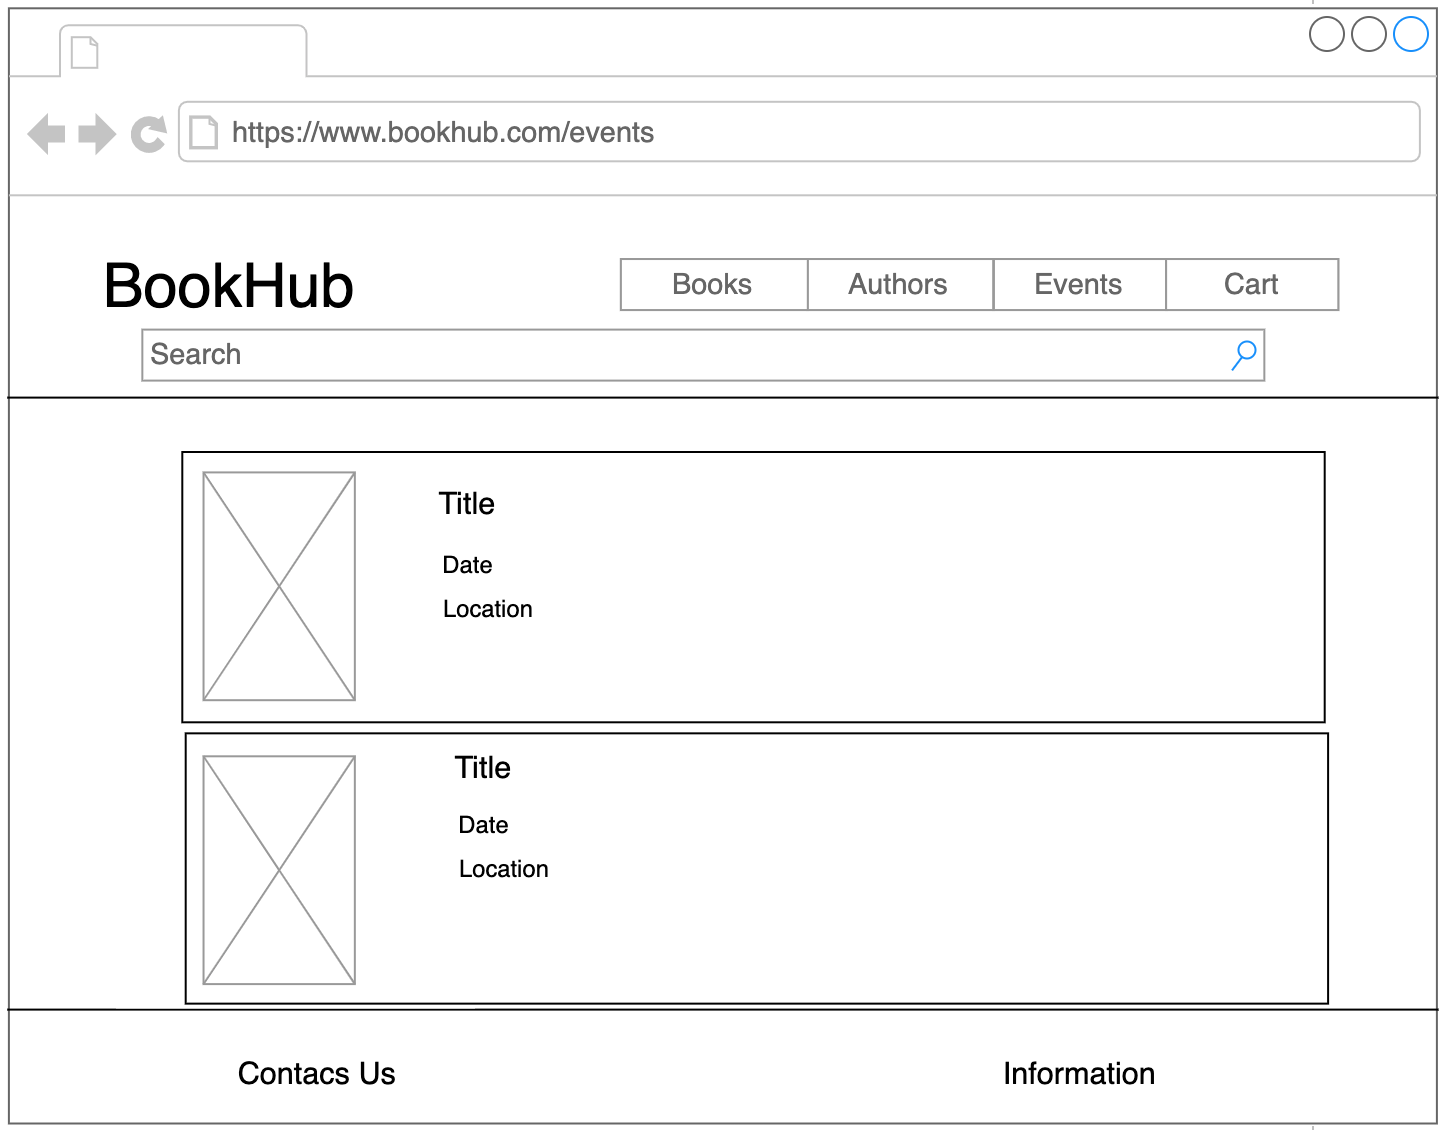 https://www.bookhub.com/events
BookHub
Books Authors Events Cart
Search
Title
Date
Location
Title
Date
Location
Contacs Us Information